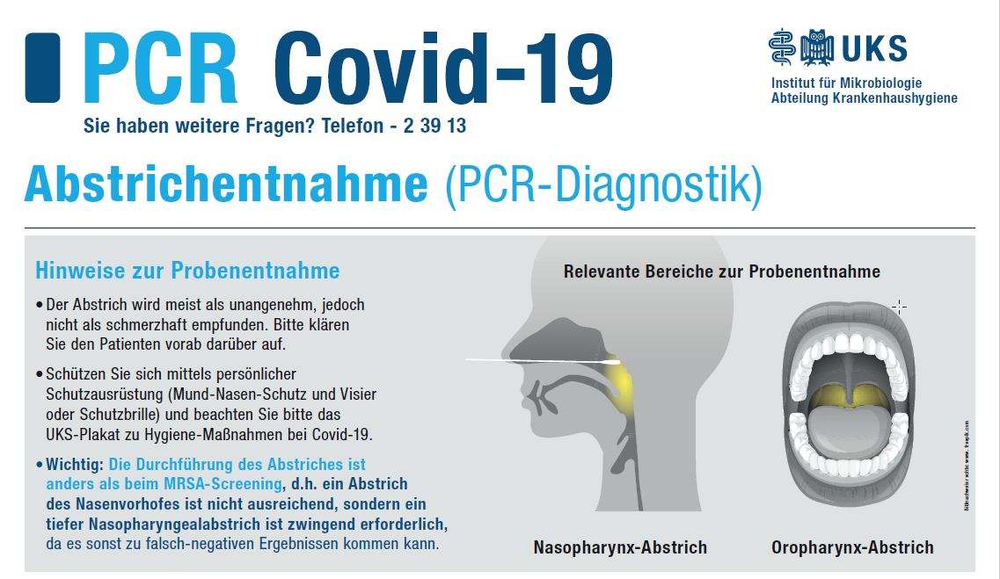 PCR Covid-19
UKS
Institut für Mikrobiologie
Abteilung Krankenhaushygiene
Sie haben weitere Fragen? Telefon - 2 39 13
Abstrichentnahme (PCR-Diagnostik)
Hinweise zur Probenentnahme
• Der Abstrich wird meist als unangenehm, jedoch
nicht als schmerzhaft empfunden. Bitte klären
Sie den Patienten vorab darüber auf.
• Schützen Sie sich mittels persönlicher
Schutzausrüstung (Mund-Nasen-Schutz und Visier
oder Schutzbrille) und beachten Sie bitte das
UKS-Plakat zu Hygiene-Maßnahmen bei Covid-19.
• Wichtig: Die Durchführung des Abstriches ist
anders als beim MRSA-Screening, d.h. ein Abstrich
des Nasenvorhofes ist nicht ausreichend, sondern ein
tiefer Nasopharyngealabstrich ist zwingend erforderlich,
da es sonst zu falsch-negativen Ergebnissen kommen kann.
Relevante Bereiche zur Probenentnahme
Nasopharynx-Abstrich
Oropharynx-Abstrich
Bildnachweisrechte: www.freepik.com